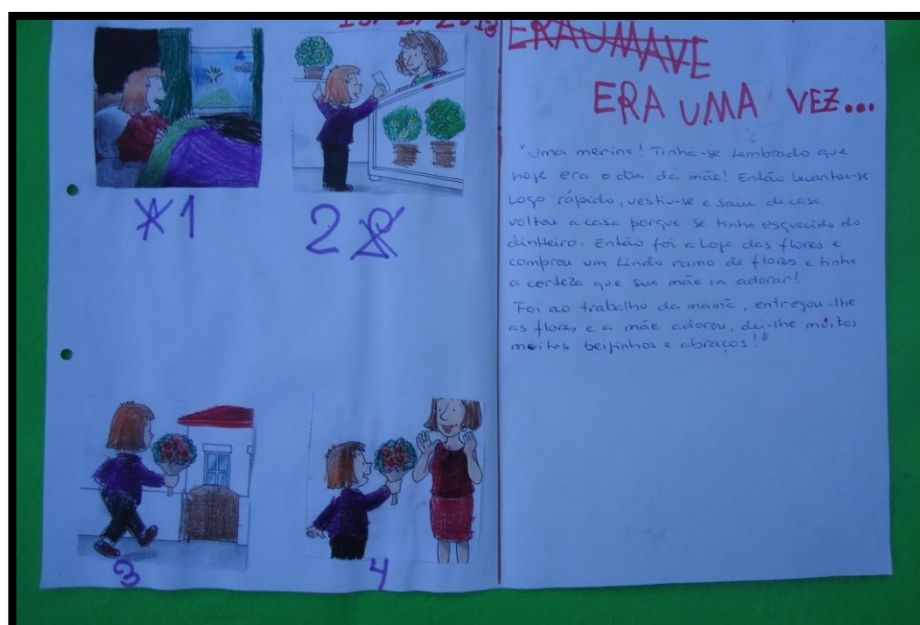 1
2
3
4
ERAUMAVE
ERA UMA VEZ...
"Uma menina! Tinha-se lembrado que
hoje era o dia da mãe! Então levantou-se
logo rápido, vestiu-se e saiu de casa.
voltou a casa porque se tinha esquecido do
dinheiro. Então foi a loja das flores e
comprou um lindo ramo de flores e tinha
a certeza que sua mãe ia adorar!
Foi ao trabalho da mamã, entregou-lhe
as flores e a mãe adorou, deu-lhe muitos
muitos beijinhos e abraços!"